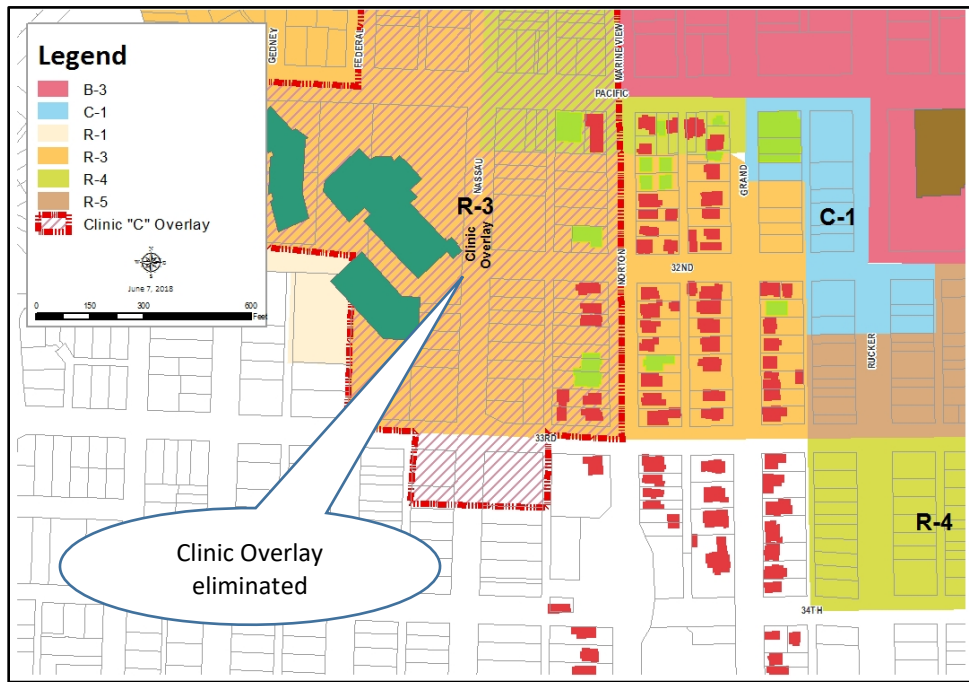 Legend
B-3
C-1
R-1
R-3
R-4
R-5
Clinic "C" Overlay
N
June 7, 2018
0 150 300 600
Feet
GEDNEY
FEDERAL
MARINE VIEW
PACIFIC
NASSAU
R-3
Clinic
Overlay
GRAND
C-1
NORTON
32ND
RUCKER
33RD
R-4
34TH
Clinic Overlay
eliminated